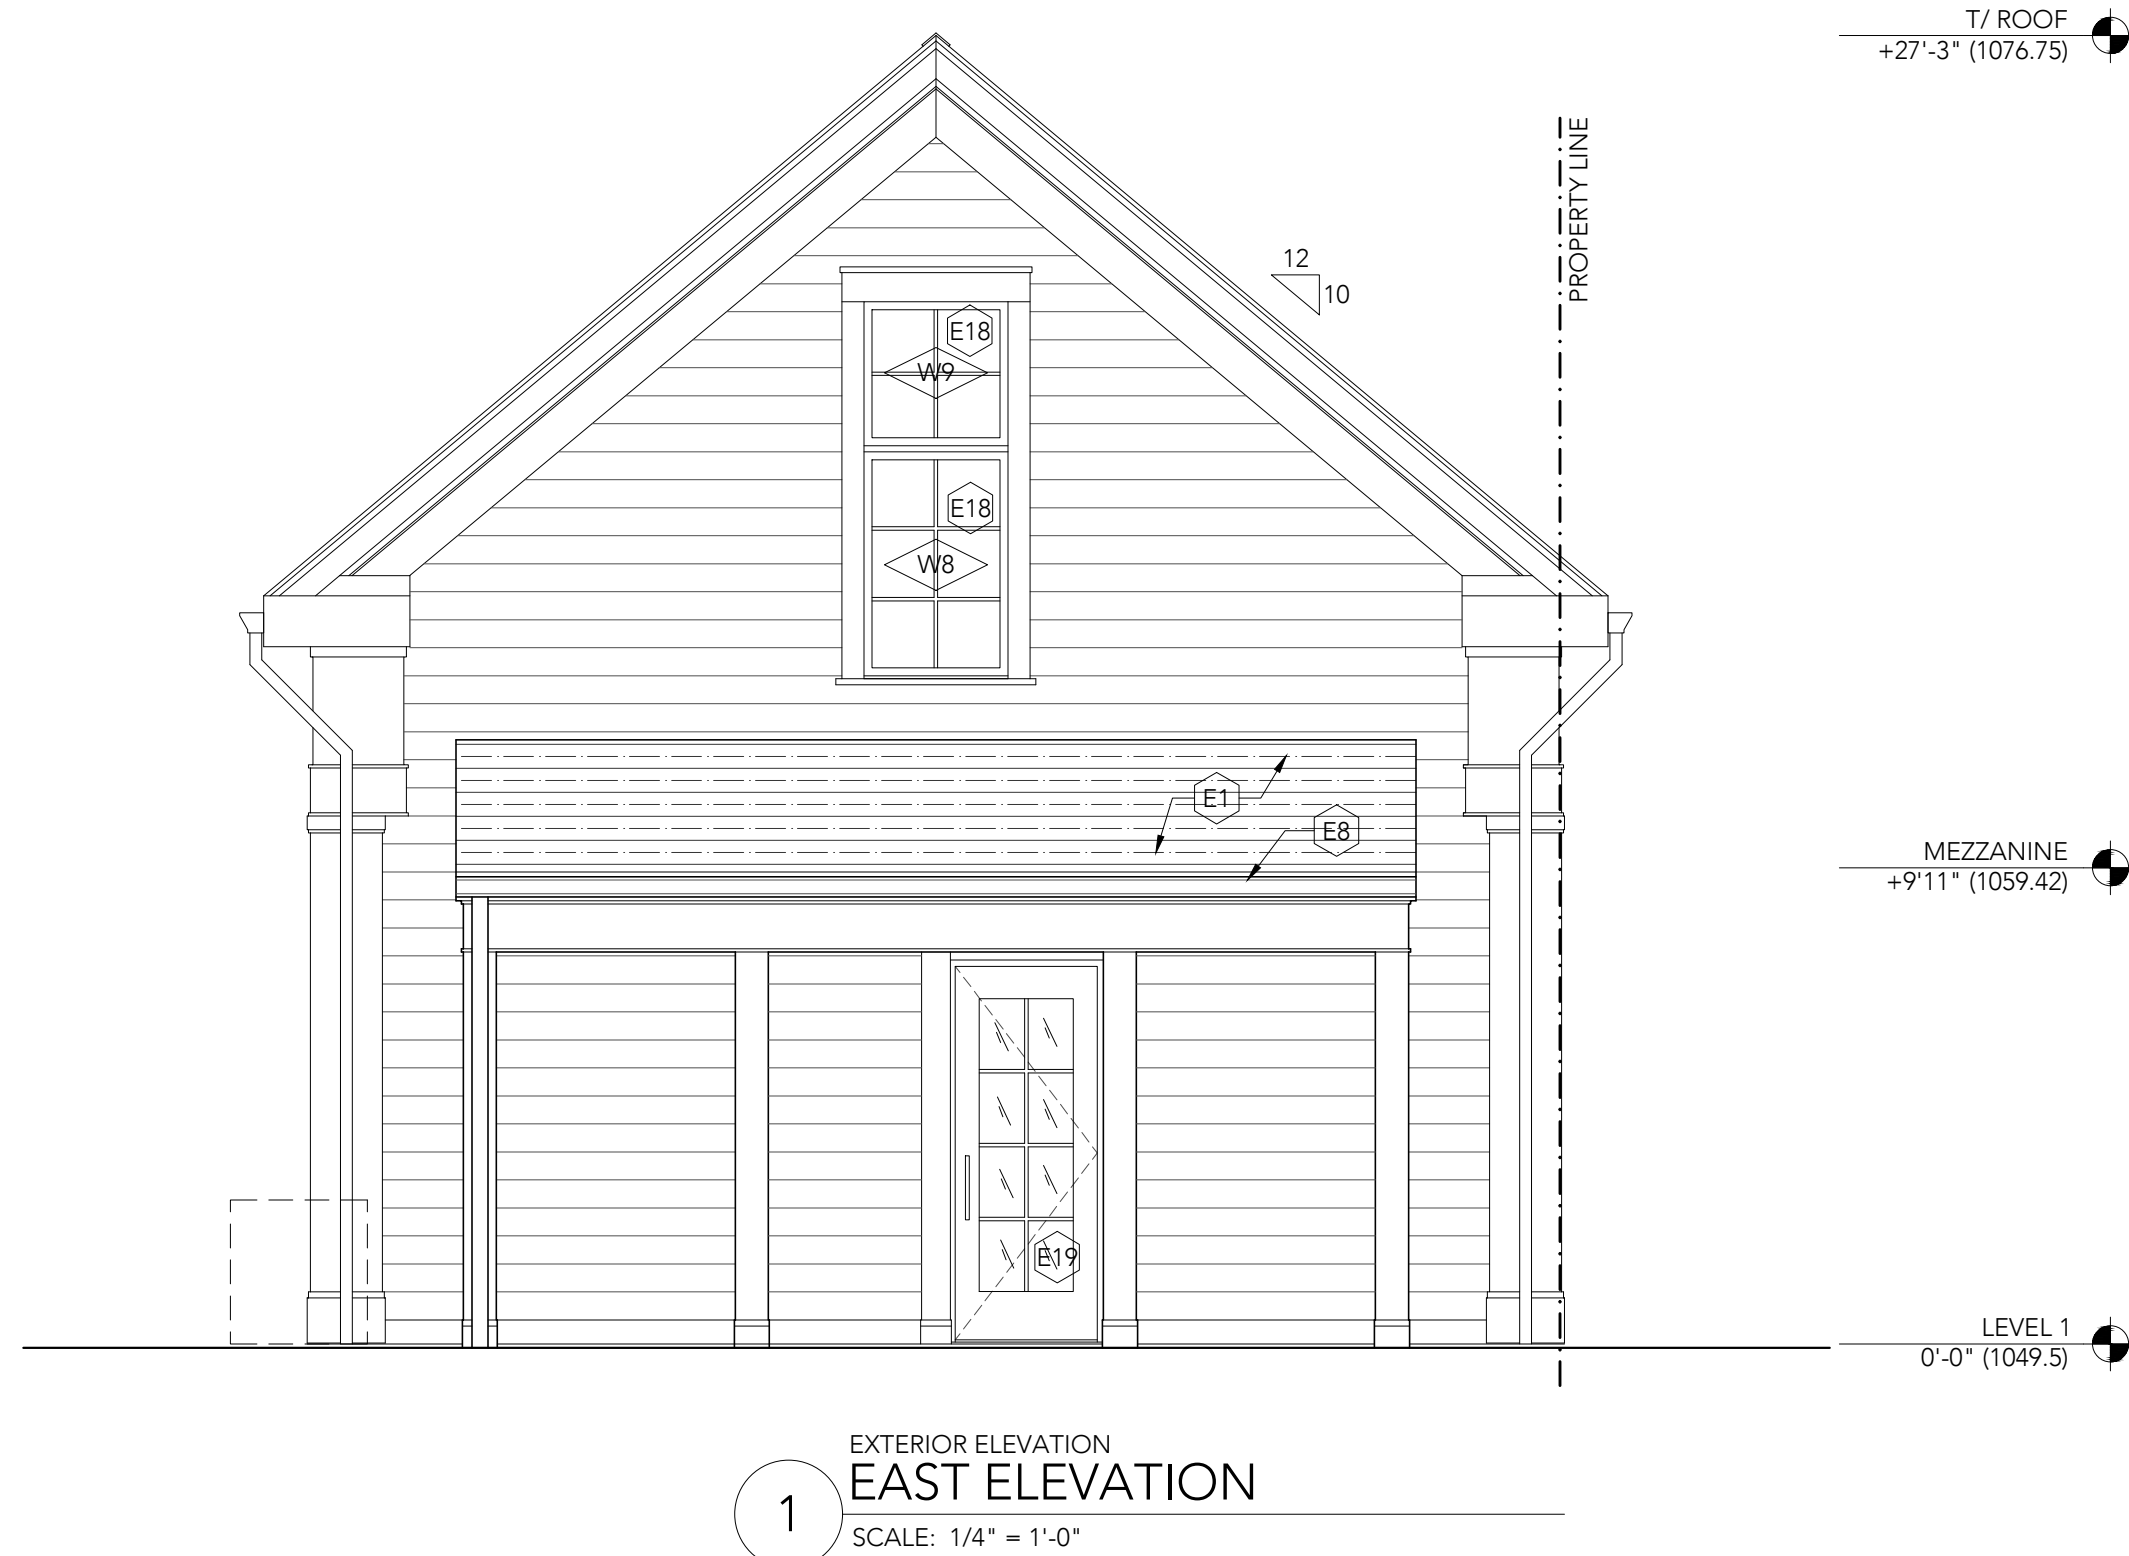 T/ ROOF
+27'-3" (1076.75)
PROPERTY LINE
12
10
E18
W9
E18
W8
E1
E8
MEZZANINE
+9'11" (1059.42)
E19
LEVEL 1
0'-0" (1049.5)
EXTERIOR ELEVATION
EAST ELEVATION
1
SCALE: 1/4" = 1'-0"